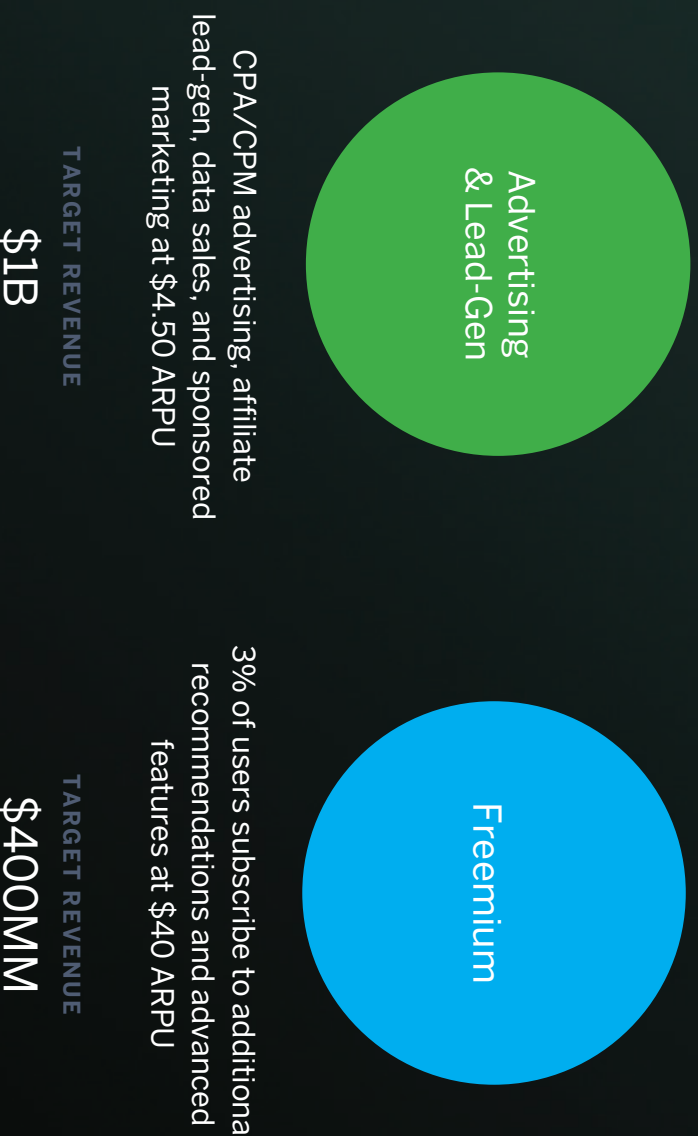 Advertising
& Lead-Gen
CPA/CPM advertising, affiliate
lead-gen, data sales, and sponsored
marketing at $4.50 ARPU
TARGET REVENUE
$1B
Freemium
3% of users subscribe to additiona
recommendations and advanced
features at $40 ARPU
TARGET REVENUE
$400MM